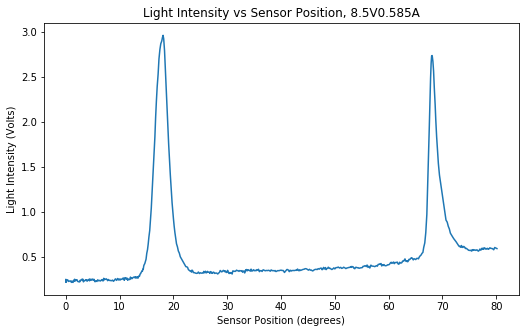 Light Intensity vs Sensor Position, 8.5V0.585A
3.0
2.5
2.0
1.5
1.0
0.5
Light Intensity (Volts)
0 10 20 30 40 50 60 70 80
Sensor Position (degrees)